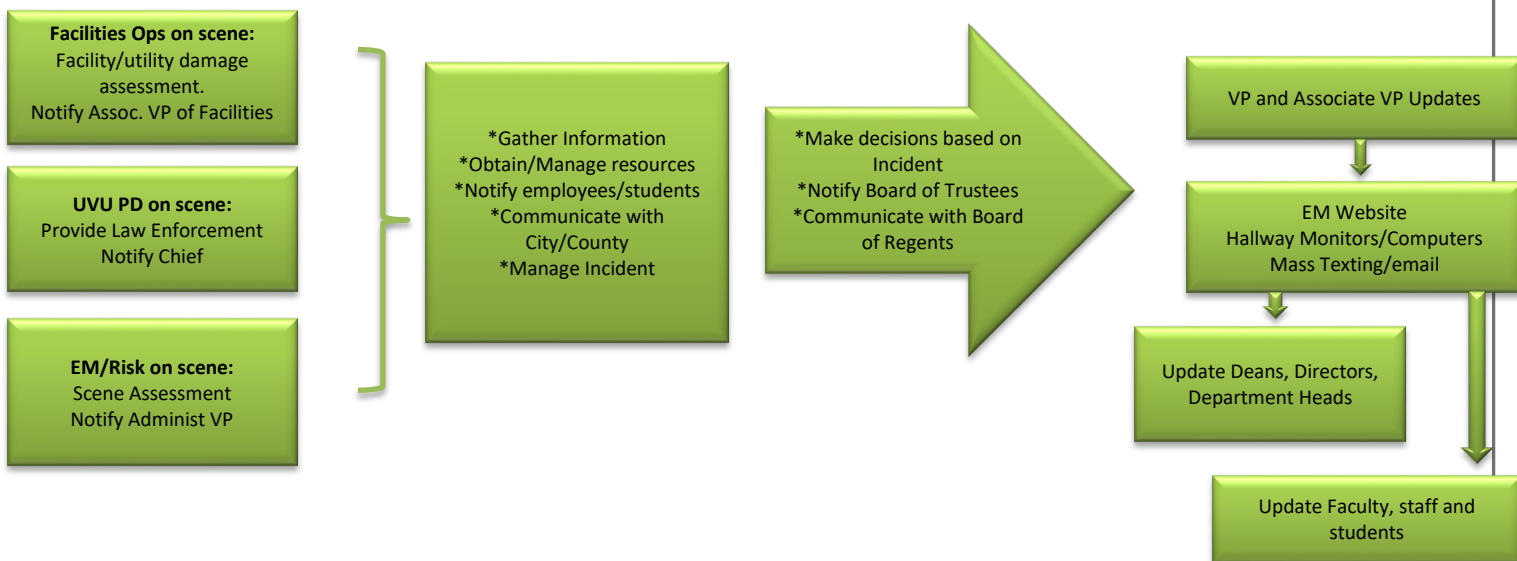 Facilities Ops on scene:
Facility/utility damage
assessment.
Notify Assoc. VP of Facilities
UVU PD on scene:
Provide Law Enforcement
Notify Chief
EM/Risk on scene:
Scene Assessment
Notify Administ VP
*Gather Information
*Obtain/Manage resources
*Notify employees/students
*Communicate with
City/County
*Manage Incident
*Make decisions based on
Incident
*Notify Board of Trustees
*Communicate with Board
of Regents
VP and Associate VP Updates
EM Website
Hallway Monitors/Computers
Mass Texting/email
Update Deans, Directors,
Department Heads
Update Faculty, staff and
students